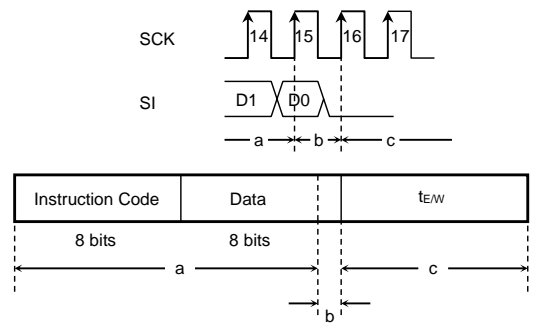 SCK 14 15 16 17
SI D1 D0
a b c
Instruction Code Data tE/W
8 bits 8 bits
a c
b